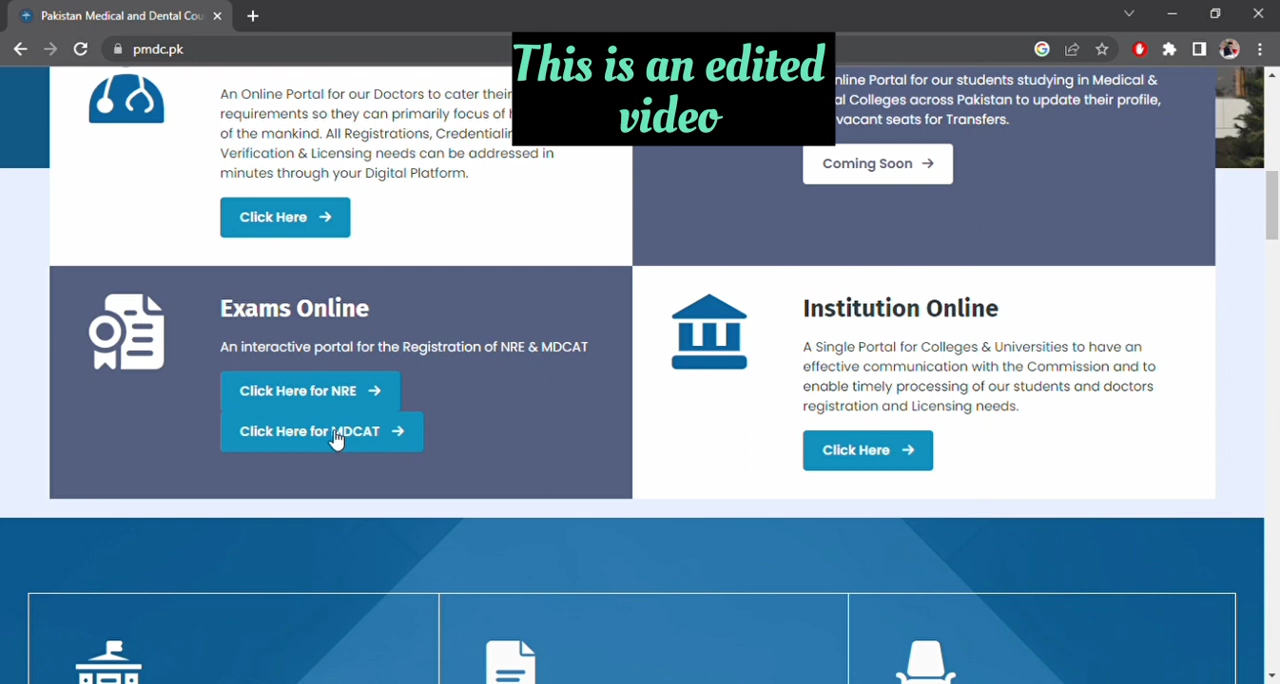 Pakistan Medical and Dental Cou
pmdc.pk
This is an edited
video
An Online Portal for our Doctors to cater their
requirements so they can primarily focus of
of the mankind. All Registrations,
Verification & Licensing needs can be addressed in
minutes through your Digital Platform.
Click Here
Portal for our students studying in Medical &
Colleges across Pakistan to update their profile,
vacant seats for Transfers.
Coming Soon
Exams Online
An interactive portal for the Registration of NRE & MDCAT
Click Here for NRE
Click Here for MDCAT
Institution Online
A Single Portal for Colleges & Universities to have an
effective communication with the Commission and to
enable timely processing of our students and doctors
registration and Licensing needs.
Click Here